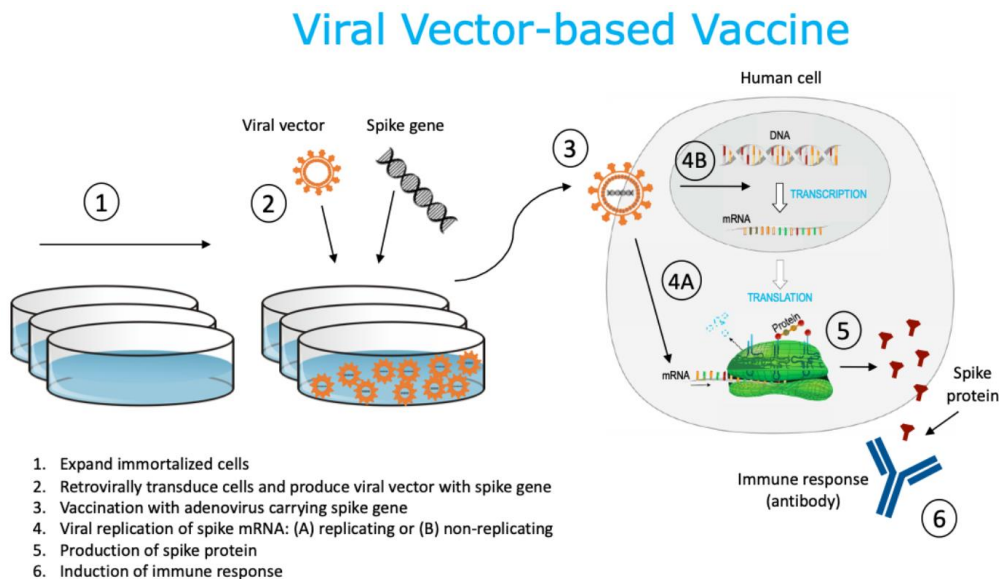 Viral Vector-based Vaccine
Human cell
Viral vector
Spike gene
1
2
3
4B
DNA
TRANSCRIPTION
mRNA
4A
TRANSLATION
Protein
5
mRNA
Spike
protein
Immune response
(antibody)
6
1. Expand immortalized cells
2. Retrovirally transduce cells and produce viral vector with spike gene
3. Vaccination with adenovirus carrying spike gene
4. Viral replication of spike mRNA: (A) replicating or (B) non-replicating
5. Production of spike protein
6. Induction of immune response